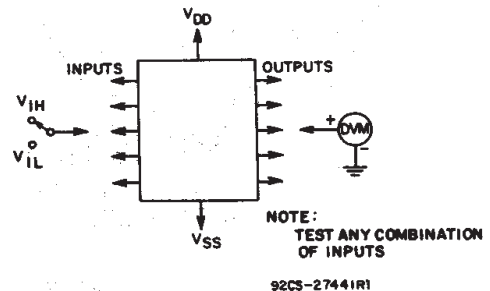 VDD
INPUTS
OUTPUTS
VIH
VIL
+
DVM
-
VSS
NOTE:
TEST ANY COMBINATION
OF INPUTS
92CS-27441R1